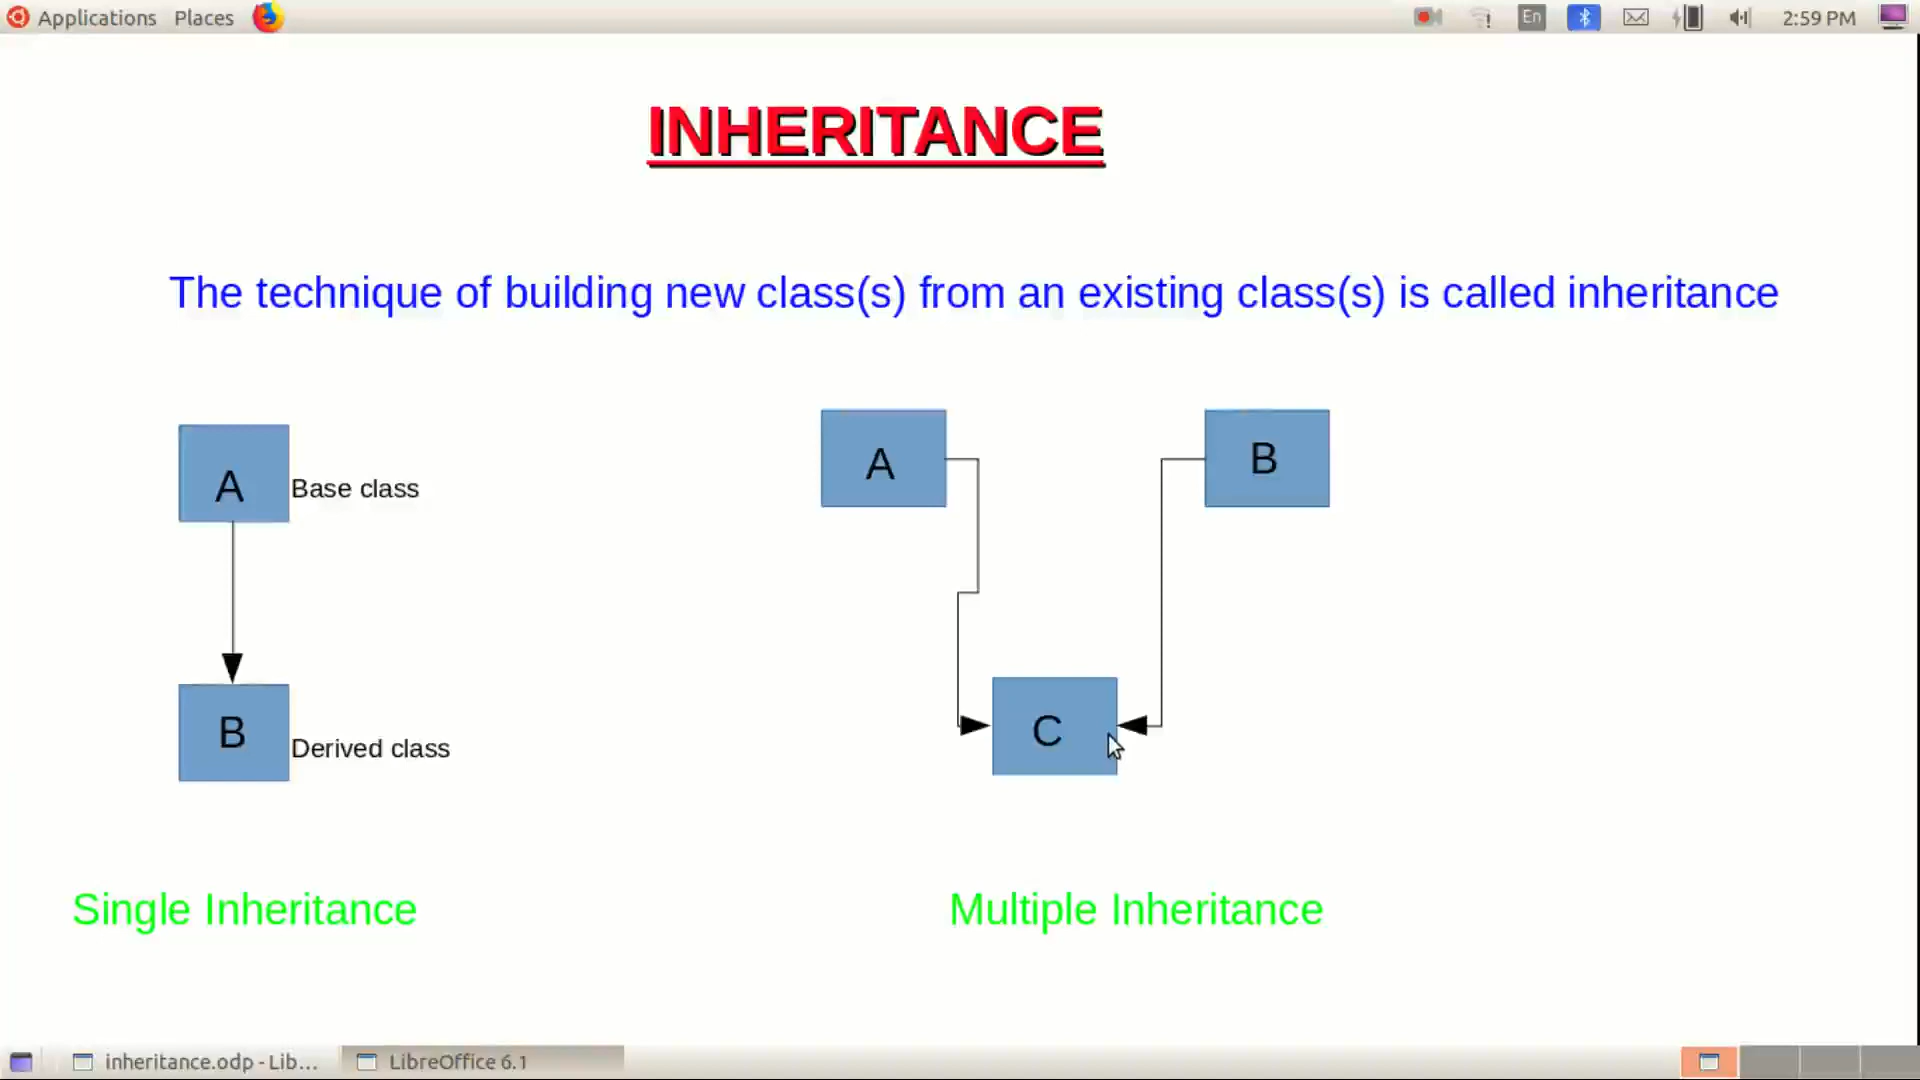 Applications Places En 2:59 PM
INHERITANCE
The technique of building new class(s) from an existing class(s) is called inheritance
A
Base class
B
Derived class
A
B
C
Single Inheritance
Multiple Inheritance
inheritance.odp - Lib...
LibreOffice 6.1